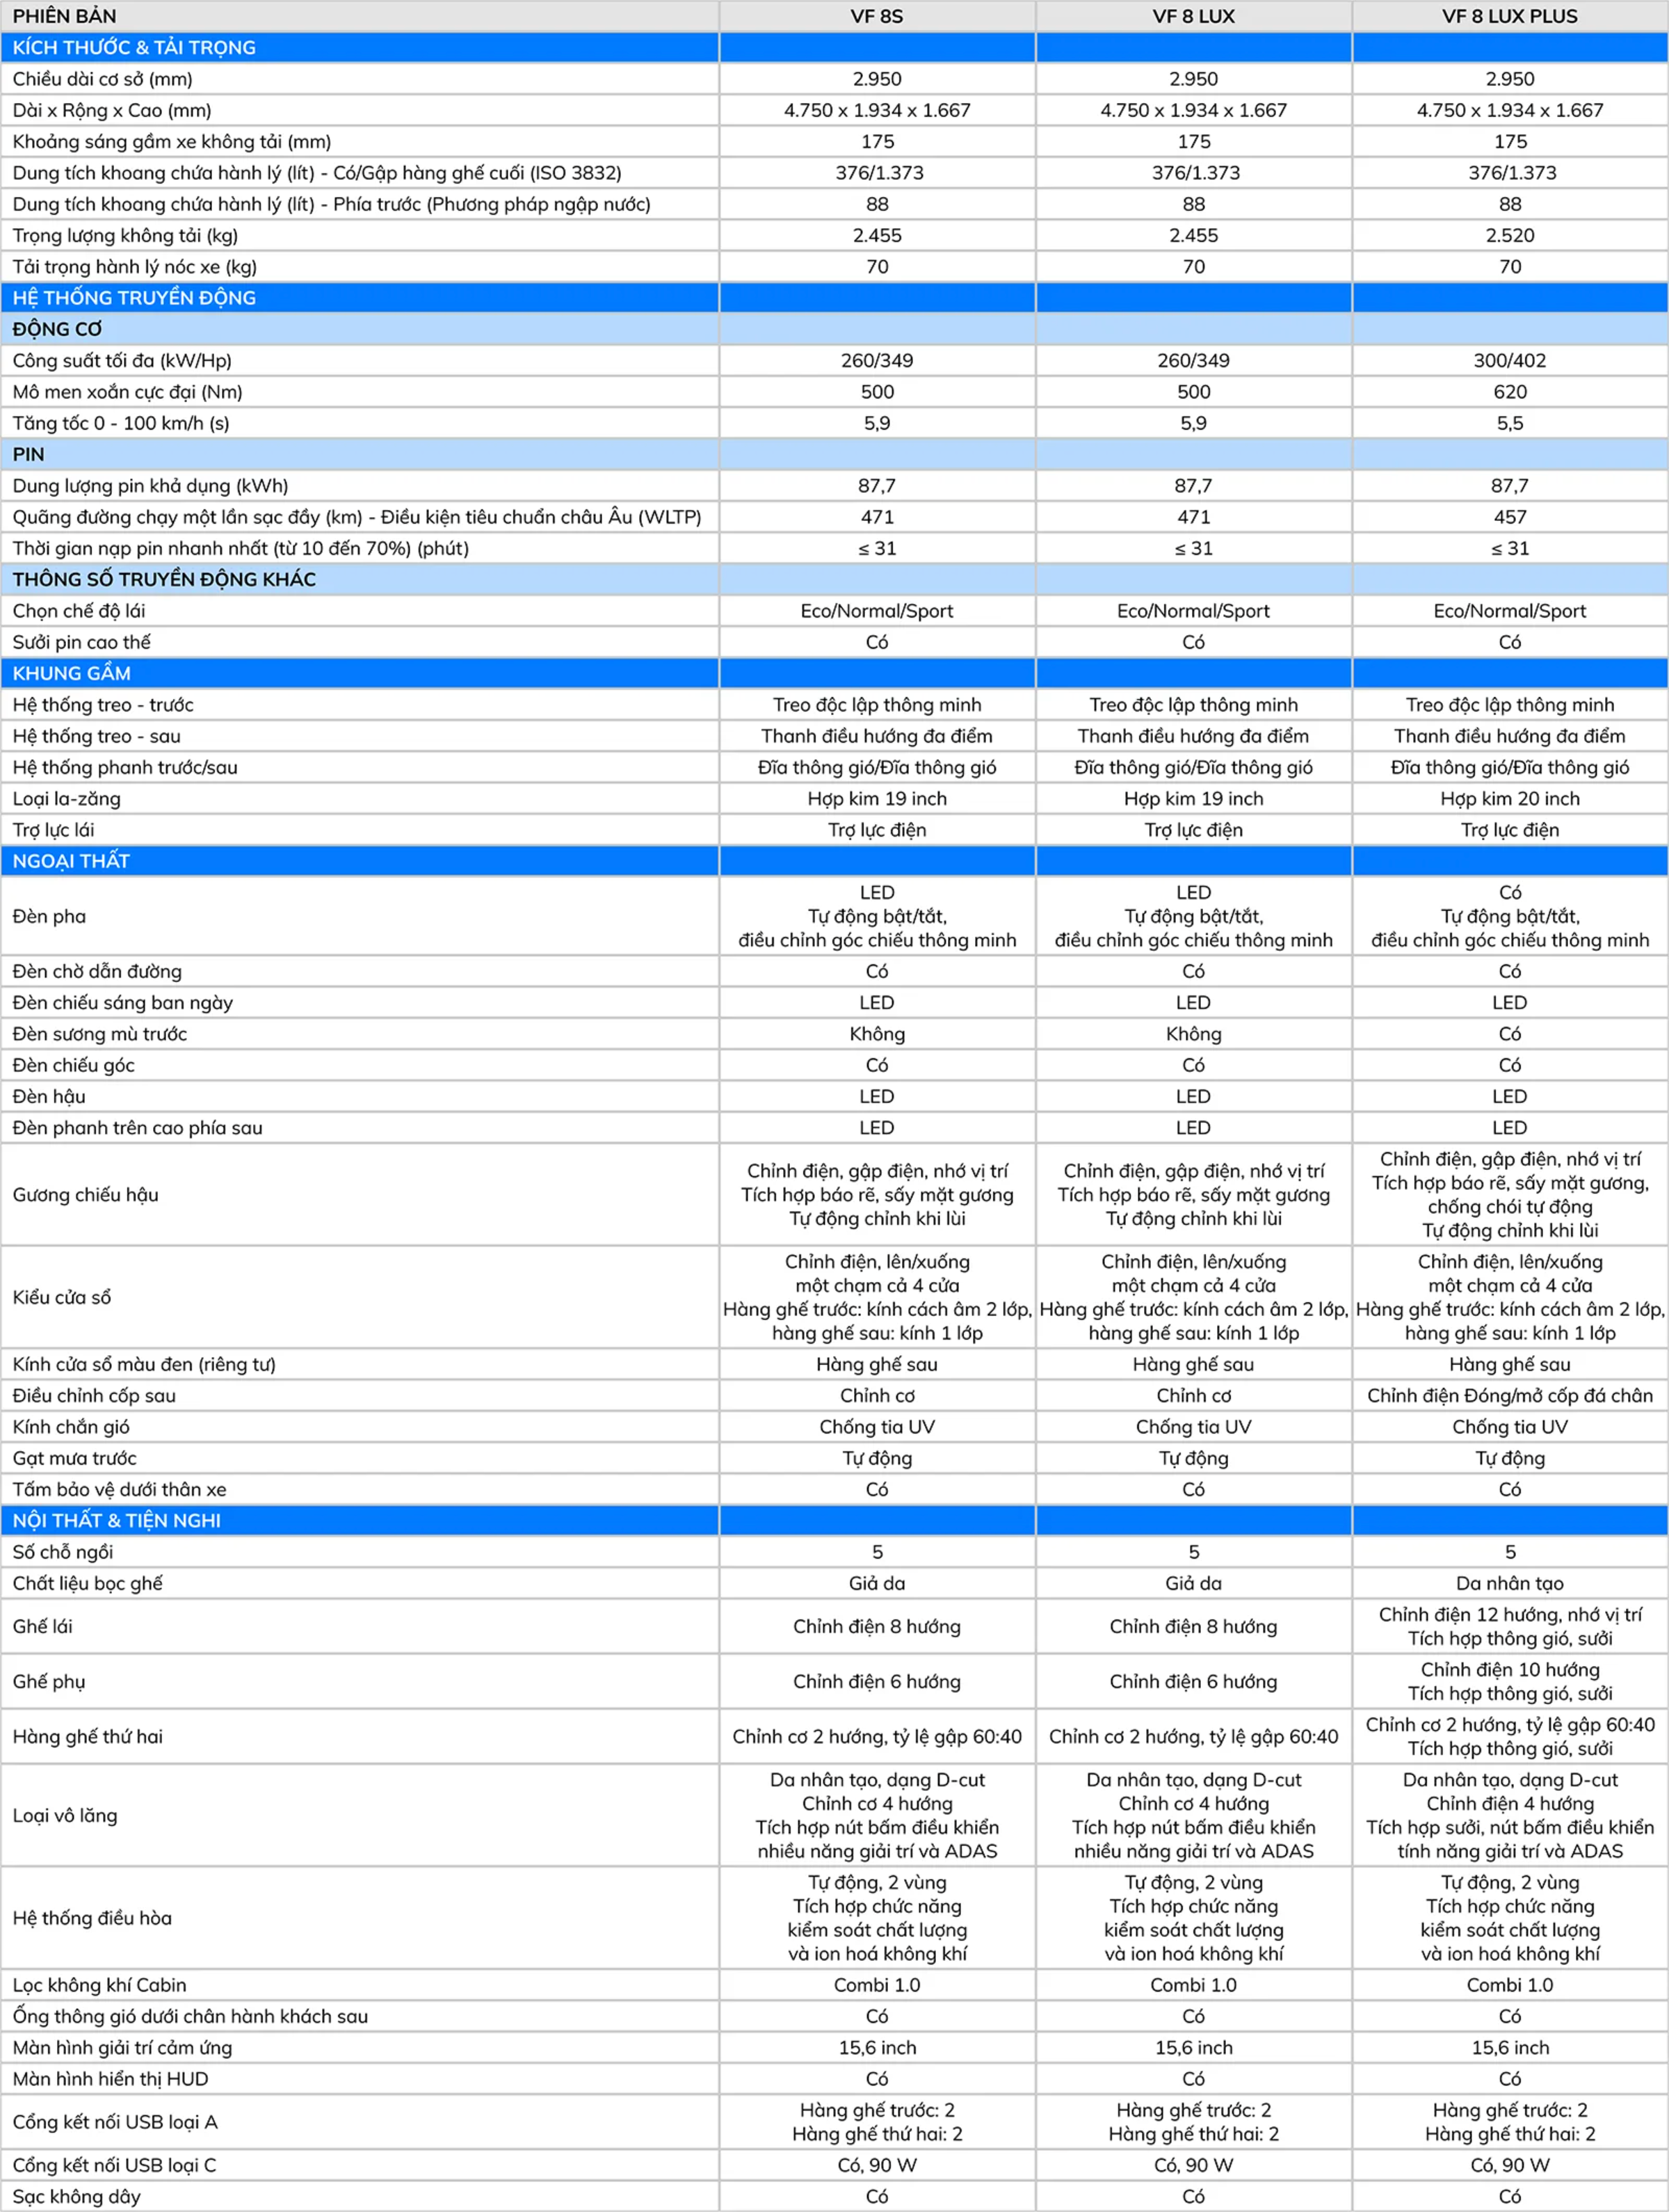 PHIÊN BẢN VF 8S VF 8 LUX VF 8 LUX PLUS
KÍCH THƯỚC & TẢI TRỌNG
Chiều dài cơ sở (mm) 2.950 2.950 2.950
Dài x Rộng x Cao (mm) 4.750 x 1.934 x 1.667 4.750 x 1.934 x 1.667 4.750 x 1.934 x 1.667
Khoảng sáng gầm xe không tải (mm) 175 175 175
Dung tích khoang chứa hành lý (lít) - Có/Gập hàng ghế cuối (ISO 3832) 376/1.373 376/1.373 376/1.373
Dung tích khoang chứa hành lý (lít) - Phía trước (Phương pháp ngập nước) 88 88 88
Trọng lượng không tải (kg) 2.455 2.455 2.520
Tải trọng hành lý nóc xe (kg) 70 70 70
HỆ THỐNG TRUYỀN ĐỘNG
ĐỘNG CƠ
Công suất tối đa (kW/Hp) 260/349 260/349 300/402
Mô men xoắn cực đại (Nm) 500 500 620
Tăng tốc 0 - 100 km/h (s) 5,9 5,9 5,5
PIN
Dung lượng pin khả dụng (kWh) 87,7 87,7 87,7
Quãng đường chạy một lần sạc đầy (km) - Điều kiện tiêu chuẩn châu Âu (WLTP) 471 471 457
Thời gian nạp pin nhanh nhất (từ 10 đến 70%) (phút) ≤ 31 ≤ 31 ≤ 31
THÔNG SỐ TRUYỀN ĐỘNG KHÁC
Chọn chế độ lái Eco/Normal/Sport Eco/Normal/Sport Eco/Normal/Sport
Sưởi pin cao thế Có Có Có
KHUNG GẦM
Hệ thống treo - trước Treo độc lập thông minh Treo độc lập thông minh Treo độc lập thông minh
Hệ thống treo - sau Thanh điều hướng đa điểm Thanh điều hướng đa điểm Thanh điều hướng đa điểm
Hệ thống phanh trước/sau Đĩa thông gió/Đĩa thông gió Đĩa thông gió/Đĩa thông gió Đĩa thông gió/Đĩa thông gió
Loại la-zăng Hợp kim 19 inch Hợp kim 19 inch Hợp kim 20 inch
Trợ lực lái Trợ lực điện Trợ lực điện Trợ lực điện
NGOẠI THẤT
LED LED Có
Đèn pha Tự động bật/tắt, Tự động bật/tắt, Tự động bật/tắt,
điều chỉnh góc chiếu thông minh điều chỉnh góc chiếu thông minh điều chỉnh góc chiếu thông minh
Đèn chờ dẫn đường Có Có Có
Đèn chiếu sáng ban ngày LED LED LED
Đèn sương mù trước Không Không Có
Đèn chiếu góc Có Có Có
Đèn hậu LED LED LED
Đèn phanh trên cao phía sau LED LED LED
Gương chiếu hậu
Chỉnh điện, gập điện, nhớ vị trí
Tích hợp báo rẽ, sấy mặt gương
Tự động chỉnh khi lùi
Chỉnh điện, gập điện, nhớ vị trí
Tích hợp báo rẽ, sấy mặt gương
Tự động chỉnh khi lùi
Chỉnh điện, gập điện, nhớ vị trí
Tích hợp báo rẽ, sấy mặt gương,
chống chói tự động
Tự động chỉnh khi lùi
Kiểu cửa sổ
Chỉnh điện, lên/xuống
một chạm cả 4 cửa
Hàng ghế trước: kính cách âm 2 lớp,
hàng ghế sau: kính 1 lớp
Chỉnh điện, lên/xuống
một chạm cả 4 cửa
Hàng ghế trước: kính cách âm 2 lớp,
hàng ghế sau: kính 1 lớp
Chỉnh điện, lên/xuống
một chạm cả 4 cửa
Hàng ghế trước: kính cách âm 2 lớp,
hàng ghế sau: kính 1 lớp
Kính cửa sổ màu đen (riêng tư) Hàng ghế sau Hàng ghế sau Hàng ghế sau
Điều chỉnh cốp sau Chỉnh cơ Chỉnh cơ Chỉnh điện Đóng/mở cốp đá chân
Kính chắn gió Chống tia UV Chống tia UV Chống tia UV
Gạt mưa trước Tự động Tự động Tự động
Tấm bảo vệ dưới thân xe Có Có Có
NỘI THẤT & TIỆN NGHI
Số chỗ ngồi 5 5 5
Chất liệu bọc ghế Giả da Giả da Da nhân tạo
Ghế lái
Chỉnh điện 8 hướng
Chỉnh điện 8 hướng
Chỉnh điện 12 hướng, nhớ vị trí
Tích hợp thông gió, sưởi
Ghế phụ
Chỉnh điện 6 hướng
Chỉnh điện 6 hướng
Chỉnh điện 10 hướng
Tích hợp thông gió, sưởi
Hàng ghế thứ hai
Chỉnh cơ 2 hướng, tỷ lệ gập 60:40
Chỉnh cơ 2 hướng, tỷ lệ gập 60:40
Chỉnh cơ 2 hướng, tỷ lệ gập 60:40
Tích hợp thông gió, sưởi
Loại vô lăng
Da nhân tạo, dạng D-cut
Chỉnh cơ 4 hướng
Tích hợp nút bấm điều khiển
nhiều năng giải trí và ADAS
Da nhân tạo, dạng D-cut
Chỉnh cơ 4 hướng
Tích hợp nút bấm điều khiển
nhiều năng giải trí và ADAS
Da nhân tạo, dạng D-cut
Chỉnh điện 4 hướng
Tích hợp sưởi, nút bấm điều khiển
tính năng giải trí và ADAS
Hệ thống điều hòa
Tự động, 2 vùng
Tích hợp chức năng
kiểm soát chất lượng
và ion hoá không khí
Tự động, 2 vùng
Tích hợp chức năng
kiểm soát chất lượng
và ion hoá không khí
Tự động, 2 vùng
Tích hợp chức năng
kiểm soát chất lượng
và ion hoá không khí
Lọc không khí Cabin Combi 1.0 Combi 1.0 Combi 1.0
Ống thông gió dưới chân hành khách sau Có Có Có
Màn hình giải trí cảm ứng 15,6 inch 15,6 inch 15,6 inch
Màn hình hiển thị HUD Có Có Có
Cổng kết nối USB loại A
Hàng ghế trước: 2
Hàng ghế thứ hai: 2
Hàng ghế trước: 2
Hàng ghế thứ hai: 2
Hàng ghế trước: 2
Hàng ghế thứ hai: 2
Cổng kết nối USB loại C Có, 90 W Có, 90 W Có, 90 W
Sạc không dây Có Có Có